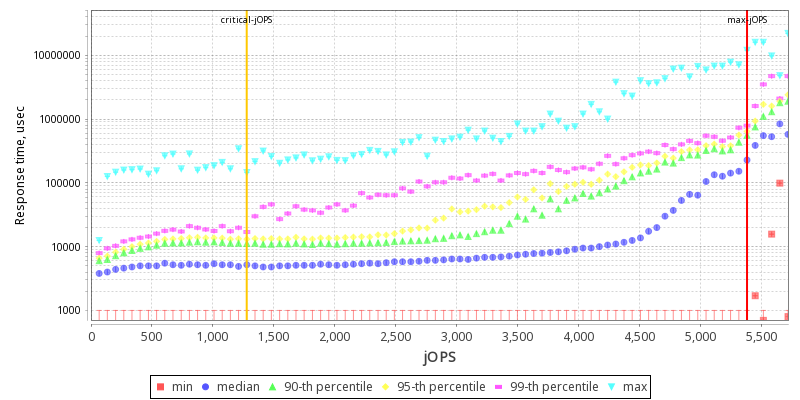 critical-jOPS max-jOPS
10000000
1000000
100000
10000
1000
Response time, usec
0 500 1,000 1,500 2,000 2,500 3,000 3,500 4,000 4,500 5,000 5,500
jOPS
min median 90-th percentile 95-th percentile 99-th percentile max